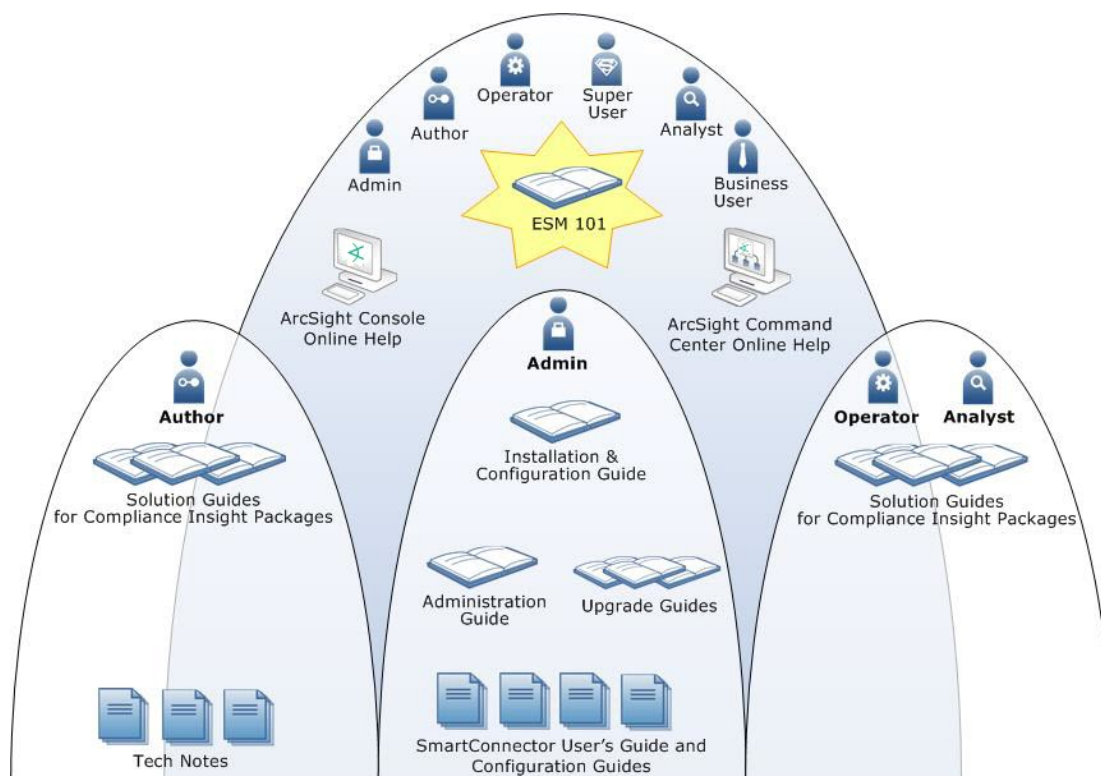 Operator
Super
User
Author
Analyst
Admin
Business
User
ESM 101
ArcSight Console
Online Help
ArcSight Command
Center Online Help
Admin
Author
Operator
Analyst
Installation &
Configuration Guide
Solution Guides
for Compliance Insight Packages
Solution Guides
for Compliance Insight Packages
Administration
Guide
Upgrade Guides
Tech Notes
SmartConnector User's Guide and
Configuration Guides